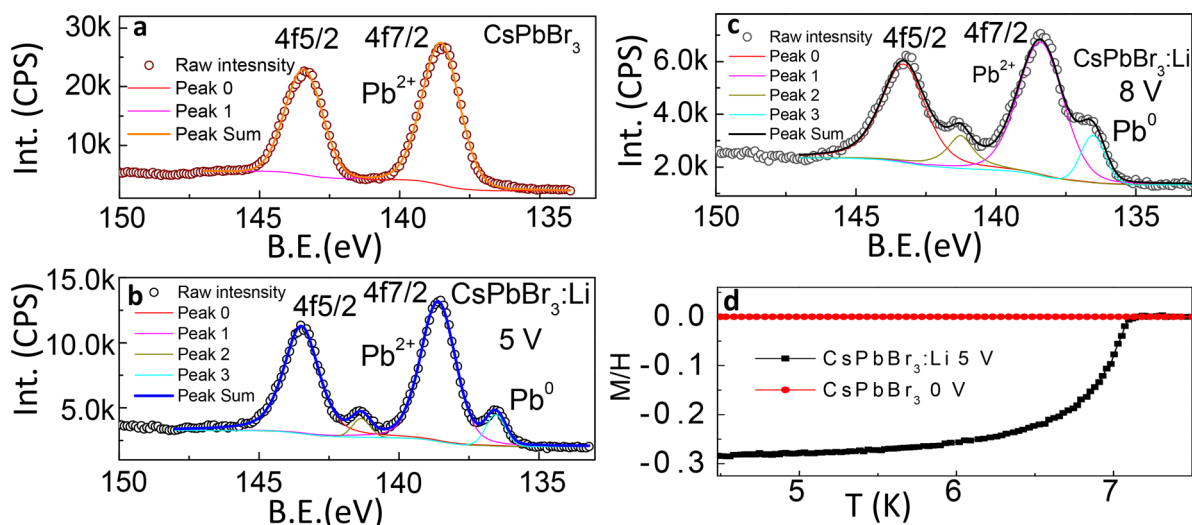 a
CsPbBr3
4f5/2
4f7/2
Pb2+
Raw intesnsity
Peak 0
Peak 1
Peak Sum
30k
20k
10k
Int. (CPS)
150
145
140
135
B.E.(eV)
b
CsPbBr3:Li
5 V
4f5/2
4f7/2
Pb2+
Pb0
Raw intesnsity
Peak 0
Peak 1
Peak 2
Peak 3
Peak Sum
15.0k
10.0k
5.0k
Int. (CPS)
150
145
140
135
B.E.(eV)
c
CsPbBr3:Li
8 V
4f5/2
4f7/2
Pb2+
Pb0
Raw intesnsity
Peak 0
Peak 1
Peak 2
Peak 3
Peak Sum
6.0k
4.0k
2.0k
Int. (CPS)
150
145
140
135
B.E.(eV)
d
0.0
-0.1
-0.2
-0.3
M/H
CsPbBr3:Li 5 V
CsPbBr3 0 V
5
6
7
T (K)